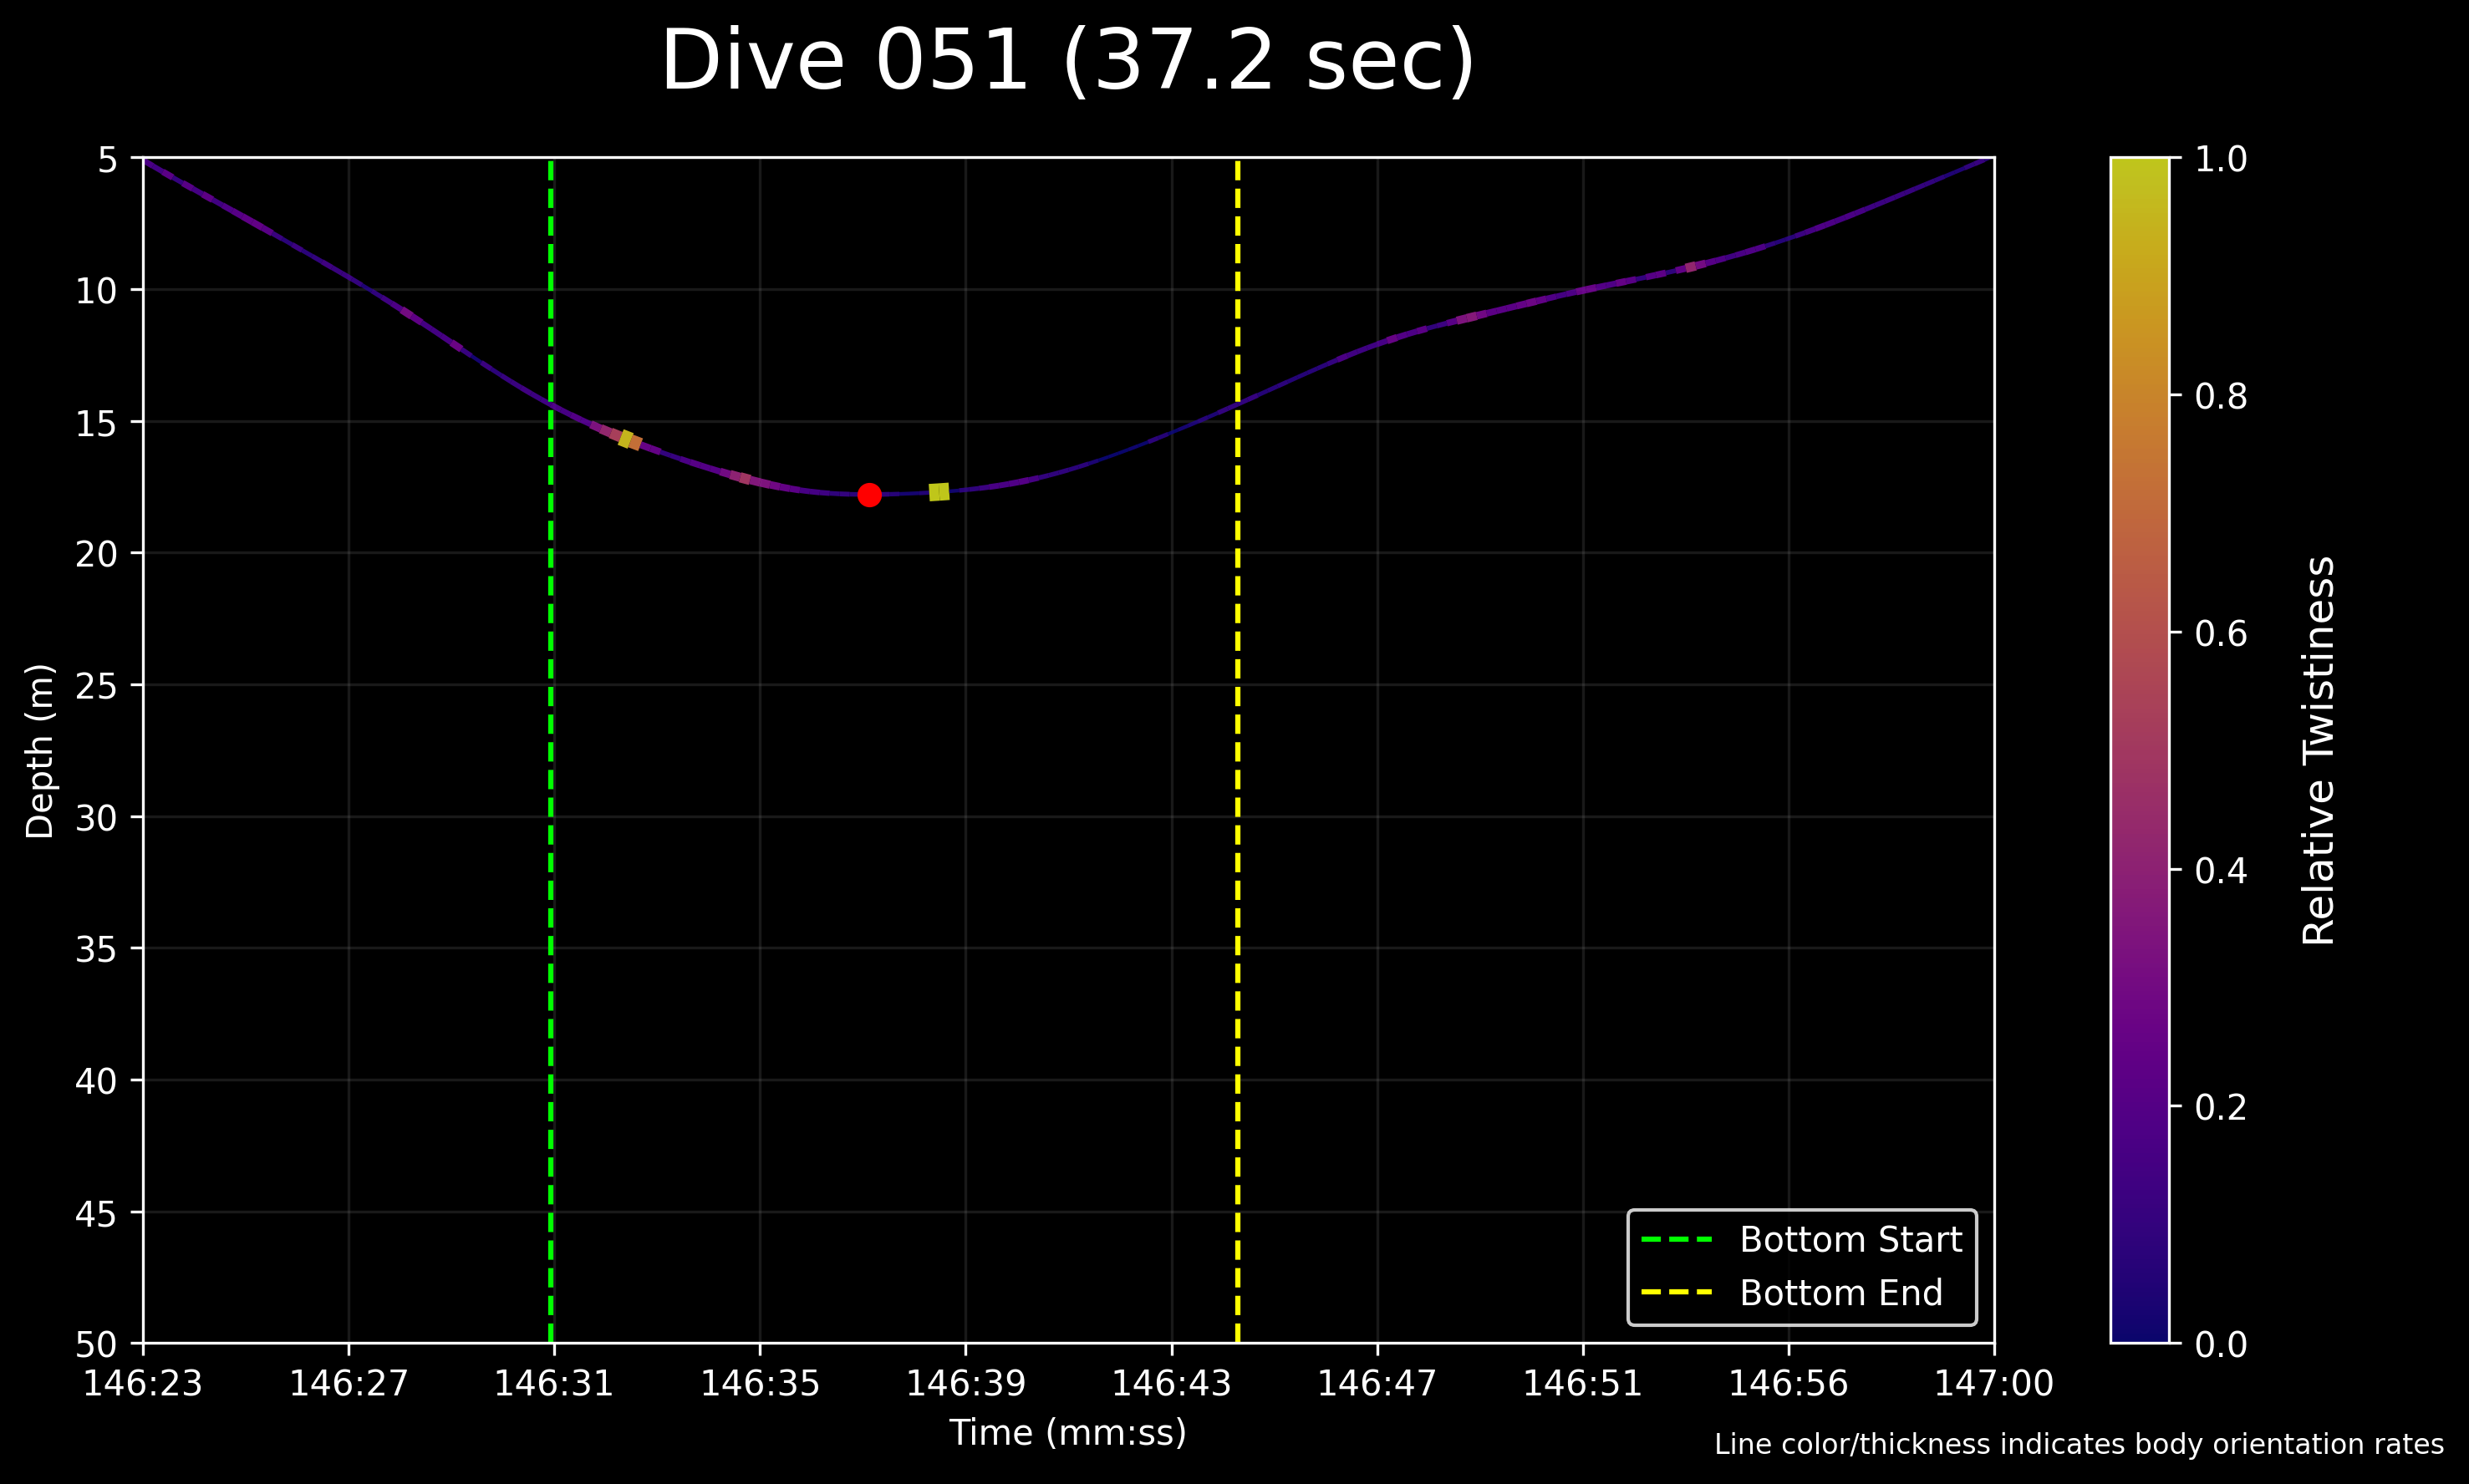 Dive 051 (37.2 sec)
5
10
15
20
25
30
35
40
45
50
Depth (m)
146:23 146:27 146:31 146:35 146:39 146:43 146:47 146:51 146:56 147:00
Time (mm:ss)
Bottom Start
Bottom End
1.0
0.8
0.6
0.4
0.2
0.0
Relative Twistiness
Line color/thickness indicates body orientation rates